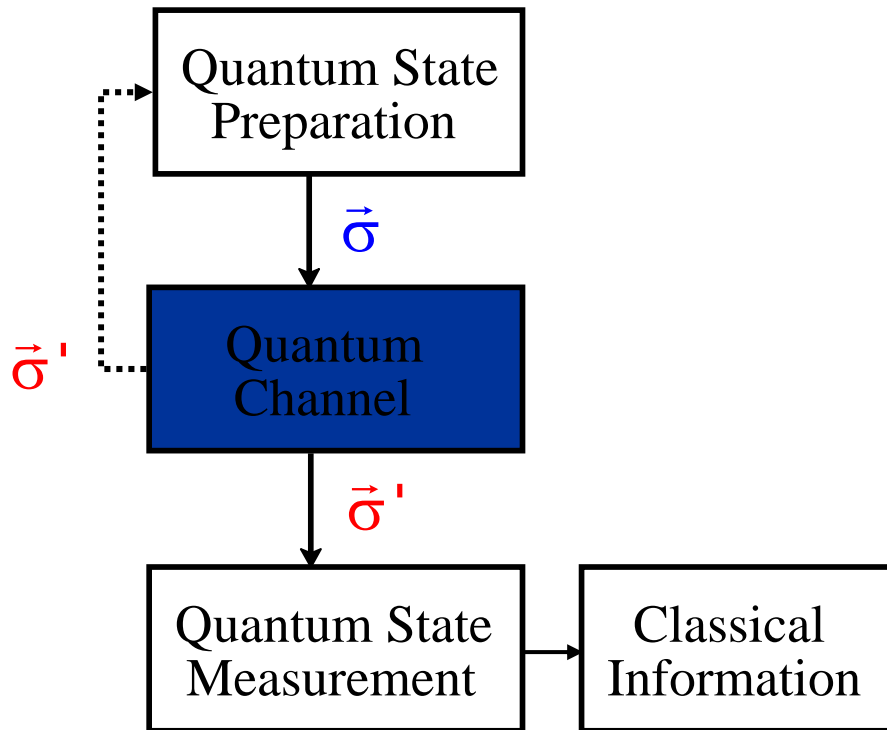 Quantum State
Preparation
σ⃗
Quantum
Channel
σ⃗ '
σ⃗ '
Quantum State
Measurement
Classical
Information